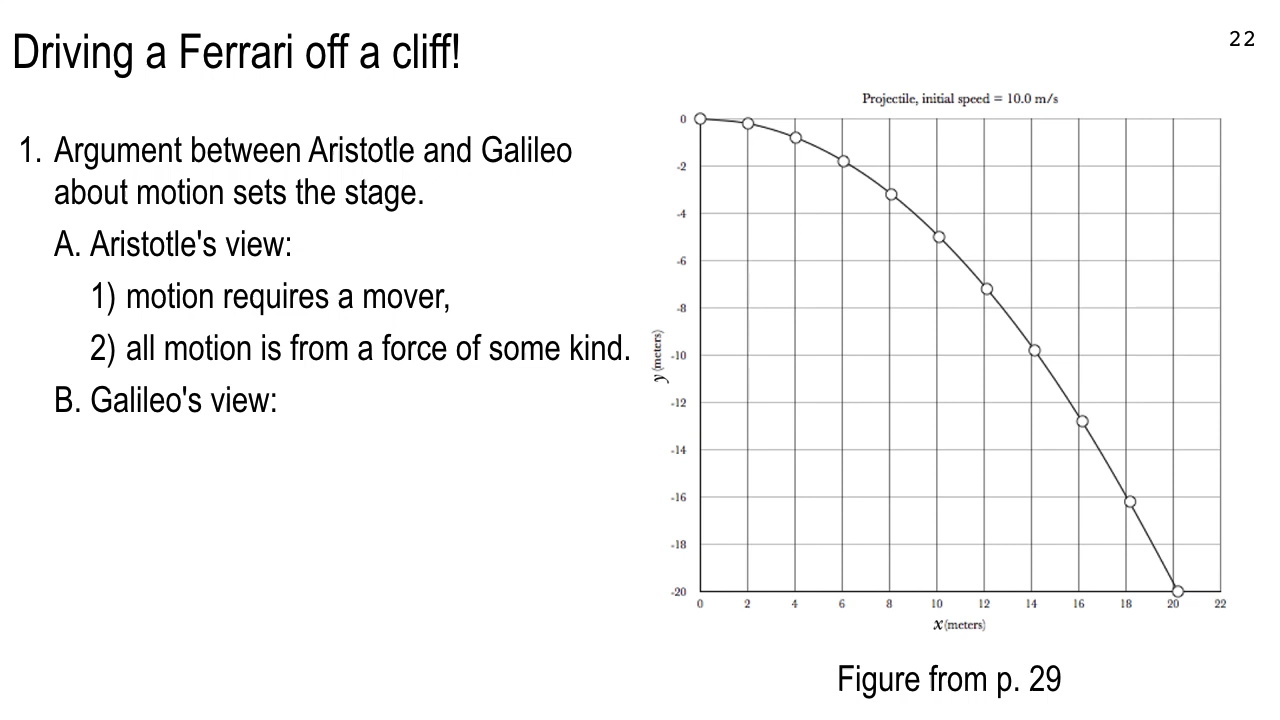 Driving a Ferrari off a cliff!
22
1. Argument between Aristotle and Galileo
about motion sets the stage.
A. Aristotle's view:
1) motion requires a mover,
2) all motion is from a force of some kind.
B. Galileo's view:
Projectile, initial speed = 10.0 m/s
0
-2
-4
-6
-8
-10
-12
-14
-16
-18
-20
y (meters)
0 2 4 6 8 10 12 14 16 18 20 22
x (meters)
Figure from p. 29